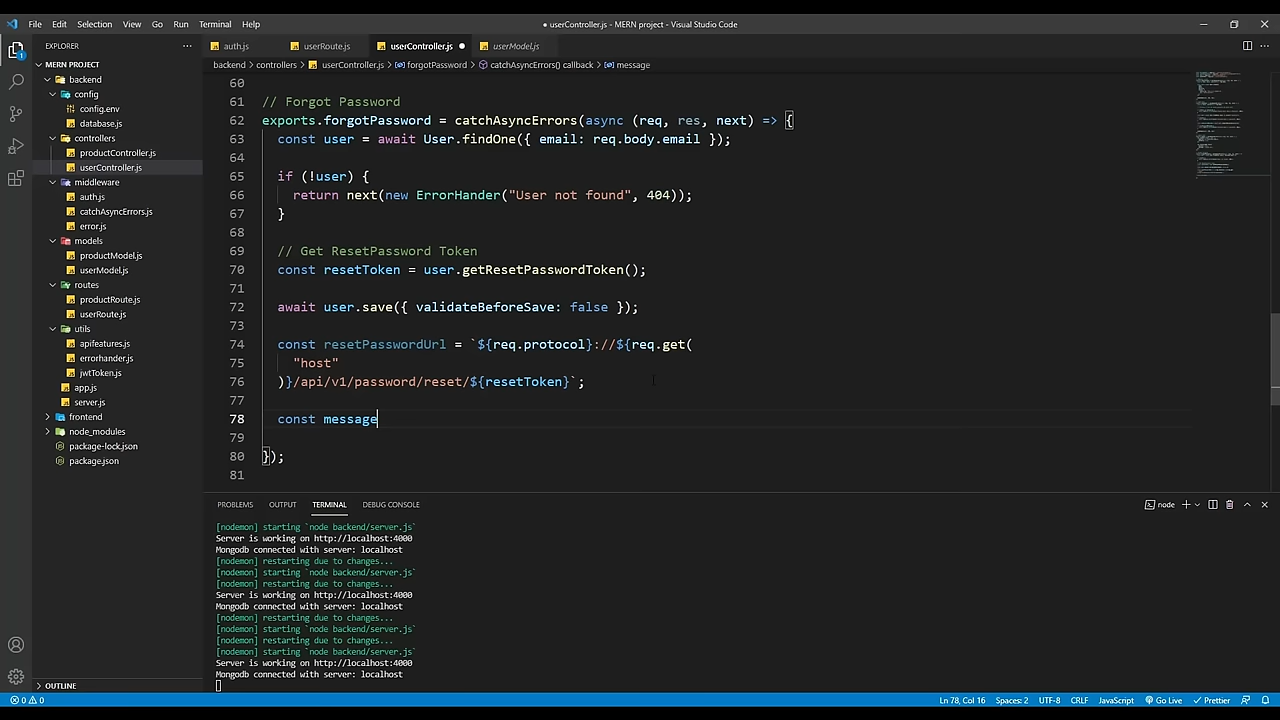 File Edit Selection View Go Run Terminal Help
● userController.js - MERN project - Visual Studio Code
EXPLORER
MERN PROJECT
backend
config
config.env
database.js
controllers
productController.js
userController.js
middleware
auth.js
catchAsyncErrors.js
error.js
models
productModel.js
userModel.js
routes
productRoute.js
userRoute.js
utils
apifeatures.js
errorhander.js
jwtToken.js
app.js
server.js
frontend
node_modules
package-lock.json
package.json
OUTLINE
1
auth.js userRoute.js userController.js ● userModel.js
backend > controllers > userController.js > forgotPassword > catchAsyncErrors() callback > message
60
61 // Forgot Password
62 exports.forgotPassword = catchAsyncErrors(async (req, res, next) => {
63 const user = await User.findOne({ email: req.body.email });
64
65 if (!user) {
66 return next(new ErrorHander("User not found", 404));
67 }
68
69 // Get ResetPassword Token
70 const resetToken = user.getResetPasswordToken();
71
72 await user.save({ validateBeforeSave: false });
73
74 const resetPasswordUrl = `${req.protocol}://${req.get(
75 "host"
76 )}/api/v1/password/reset/${resetToken}`;
77
78 const message
79
80 });
81
PROBLEMS OUTPUT TERMINAL DEBUG CONSOLE
node
[nodemon] starting `node backend/server.js`
Server is working on http://localhost:4000
Mongodb connected with server: localhost
[nodemon] restarting due to changes...
[nodemon] starting `node backend/server.js`
[nodemon] restarting due to changes...
Server is working on http://localhost:4000
Mongodb connected with server: localhost
[nodemon] restarting due to changes...
[nodemon] starting `node backend/server.js`
[nodemon] restarting due to changes...
[nodemon] starting `node backend/server.js`
Server is working on http://localhost:4000
Mongodb connected with server: localhost
0 0
Ln 78, Col 16 Spaces: 2 UTF-8 CRLF JavaScript Go Live Prettier